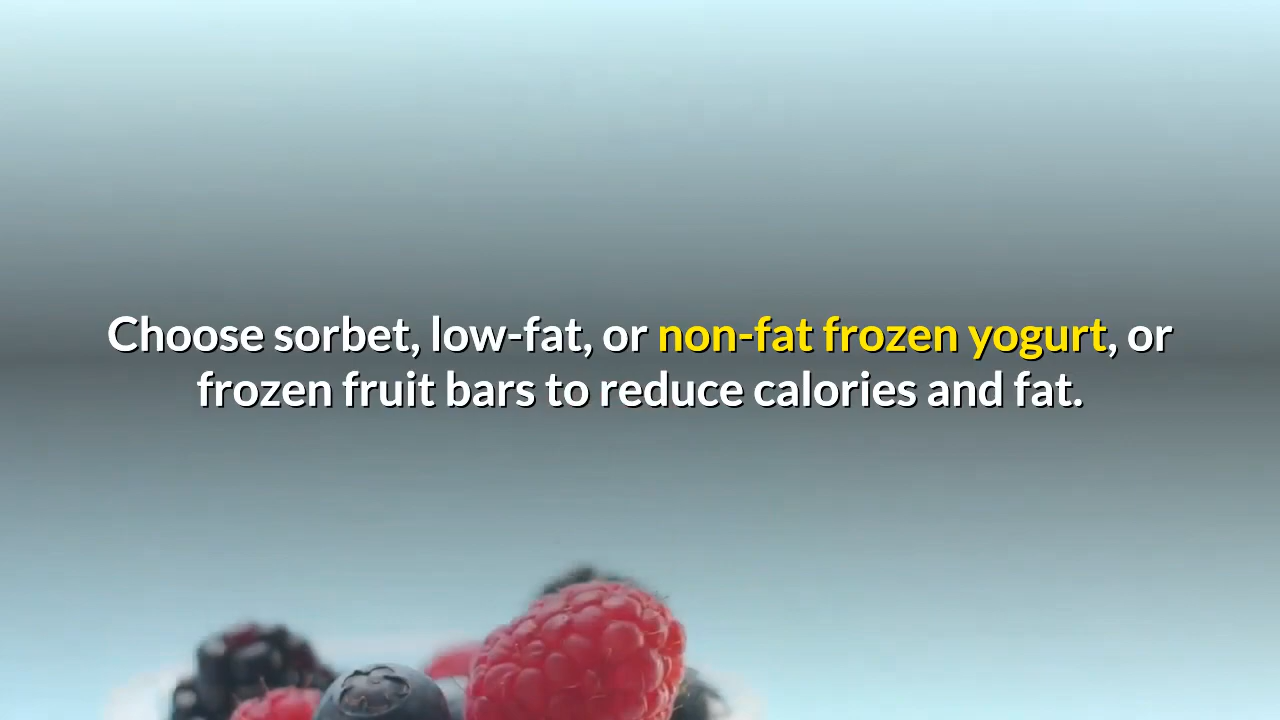 Choose sorbet, low-fat, or non-fat frozen yogurt, or
frozen fruit bars to reduce calories and fat.